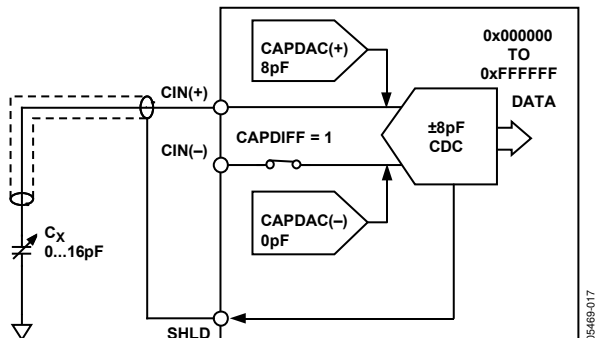 CAPDAC(+)
8pF
0x000000
TO
0xFFFFFF
DATA
CIN(+)
CAPDIFF = 1
±8pF
CDC
CIN(–)
CAPDAC(–)
0pF
CX
0...16pF
SHLD
05469-017